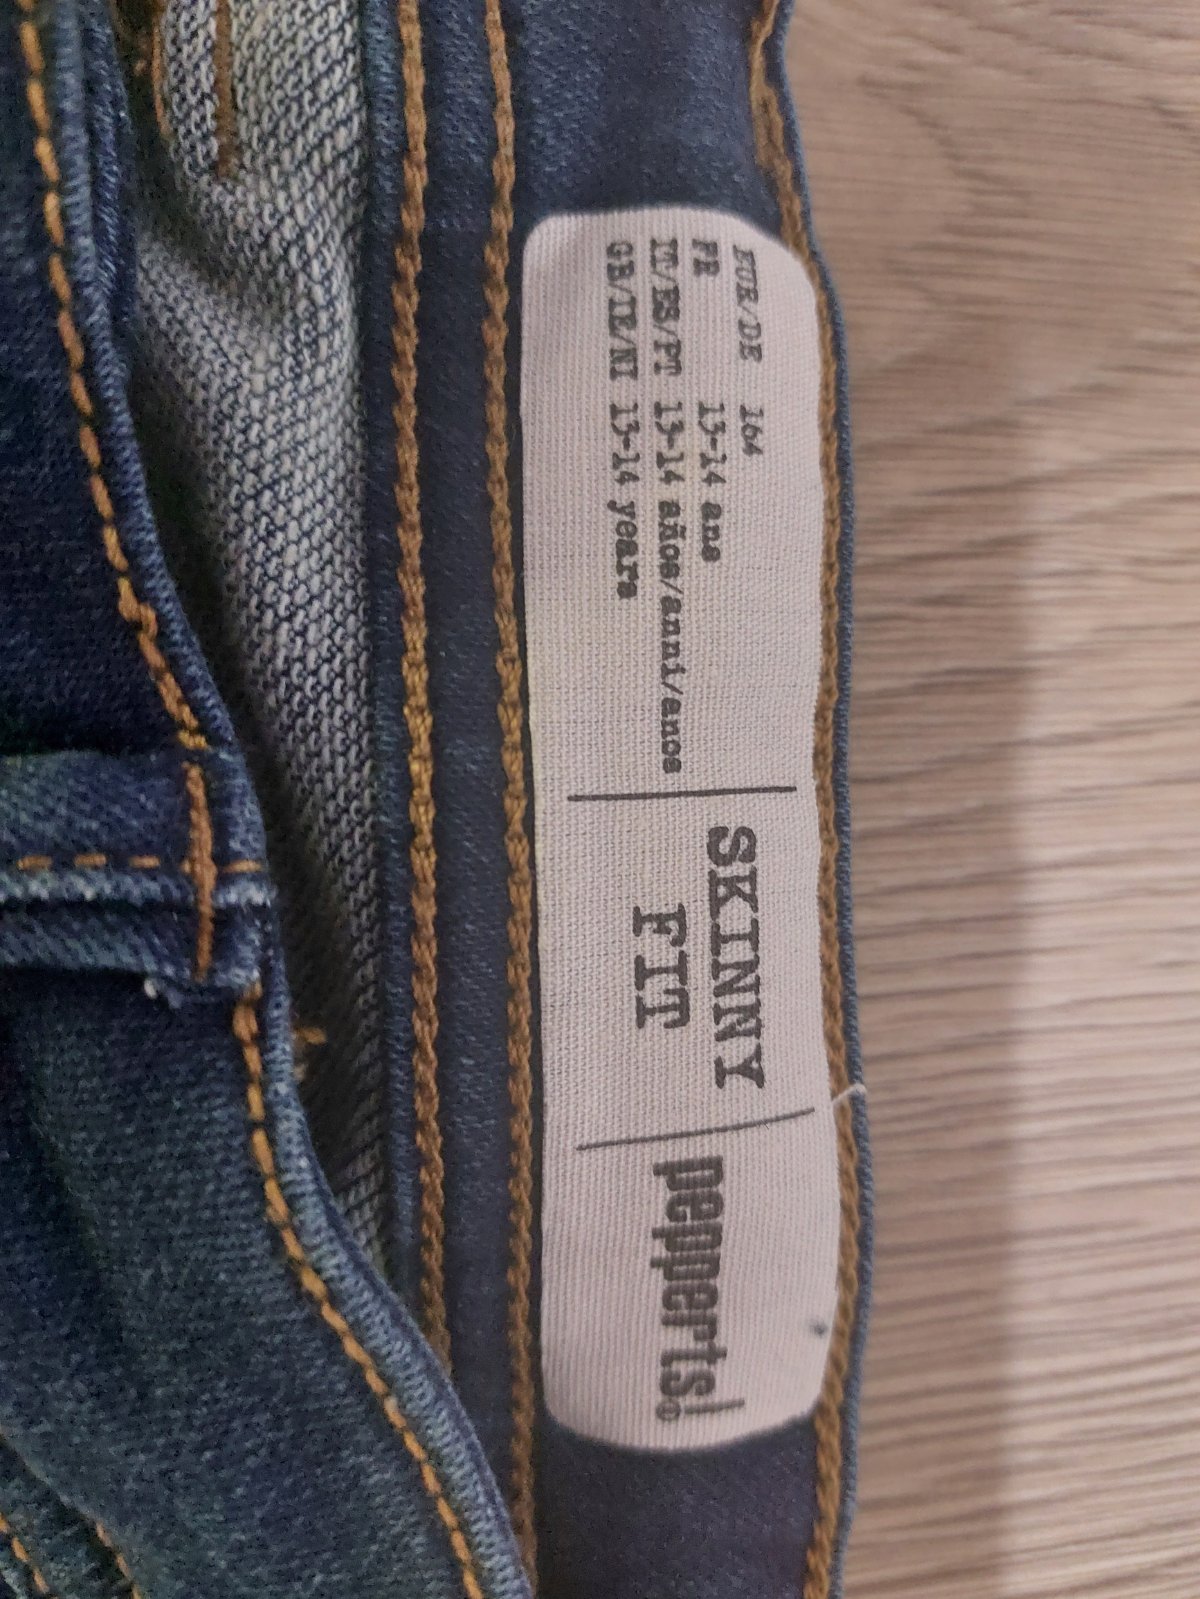 EUR/DE 164
FR 13-14 ans
IT/ES/PT 13-14 años/anni/anos
GB/IE/NI 13-14 years
SKINNY
FIT
pepperts!®